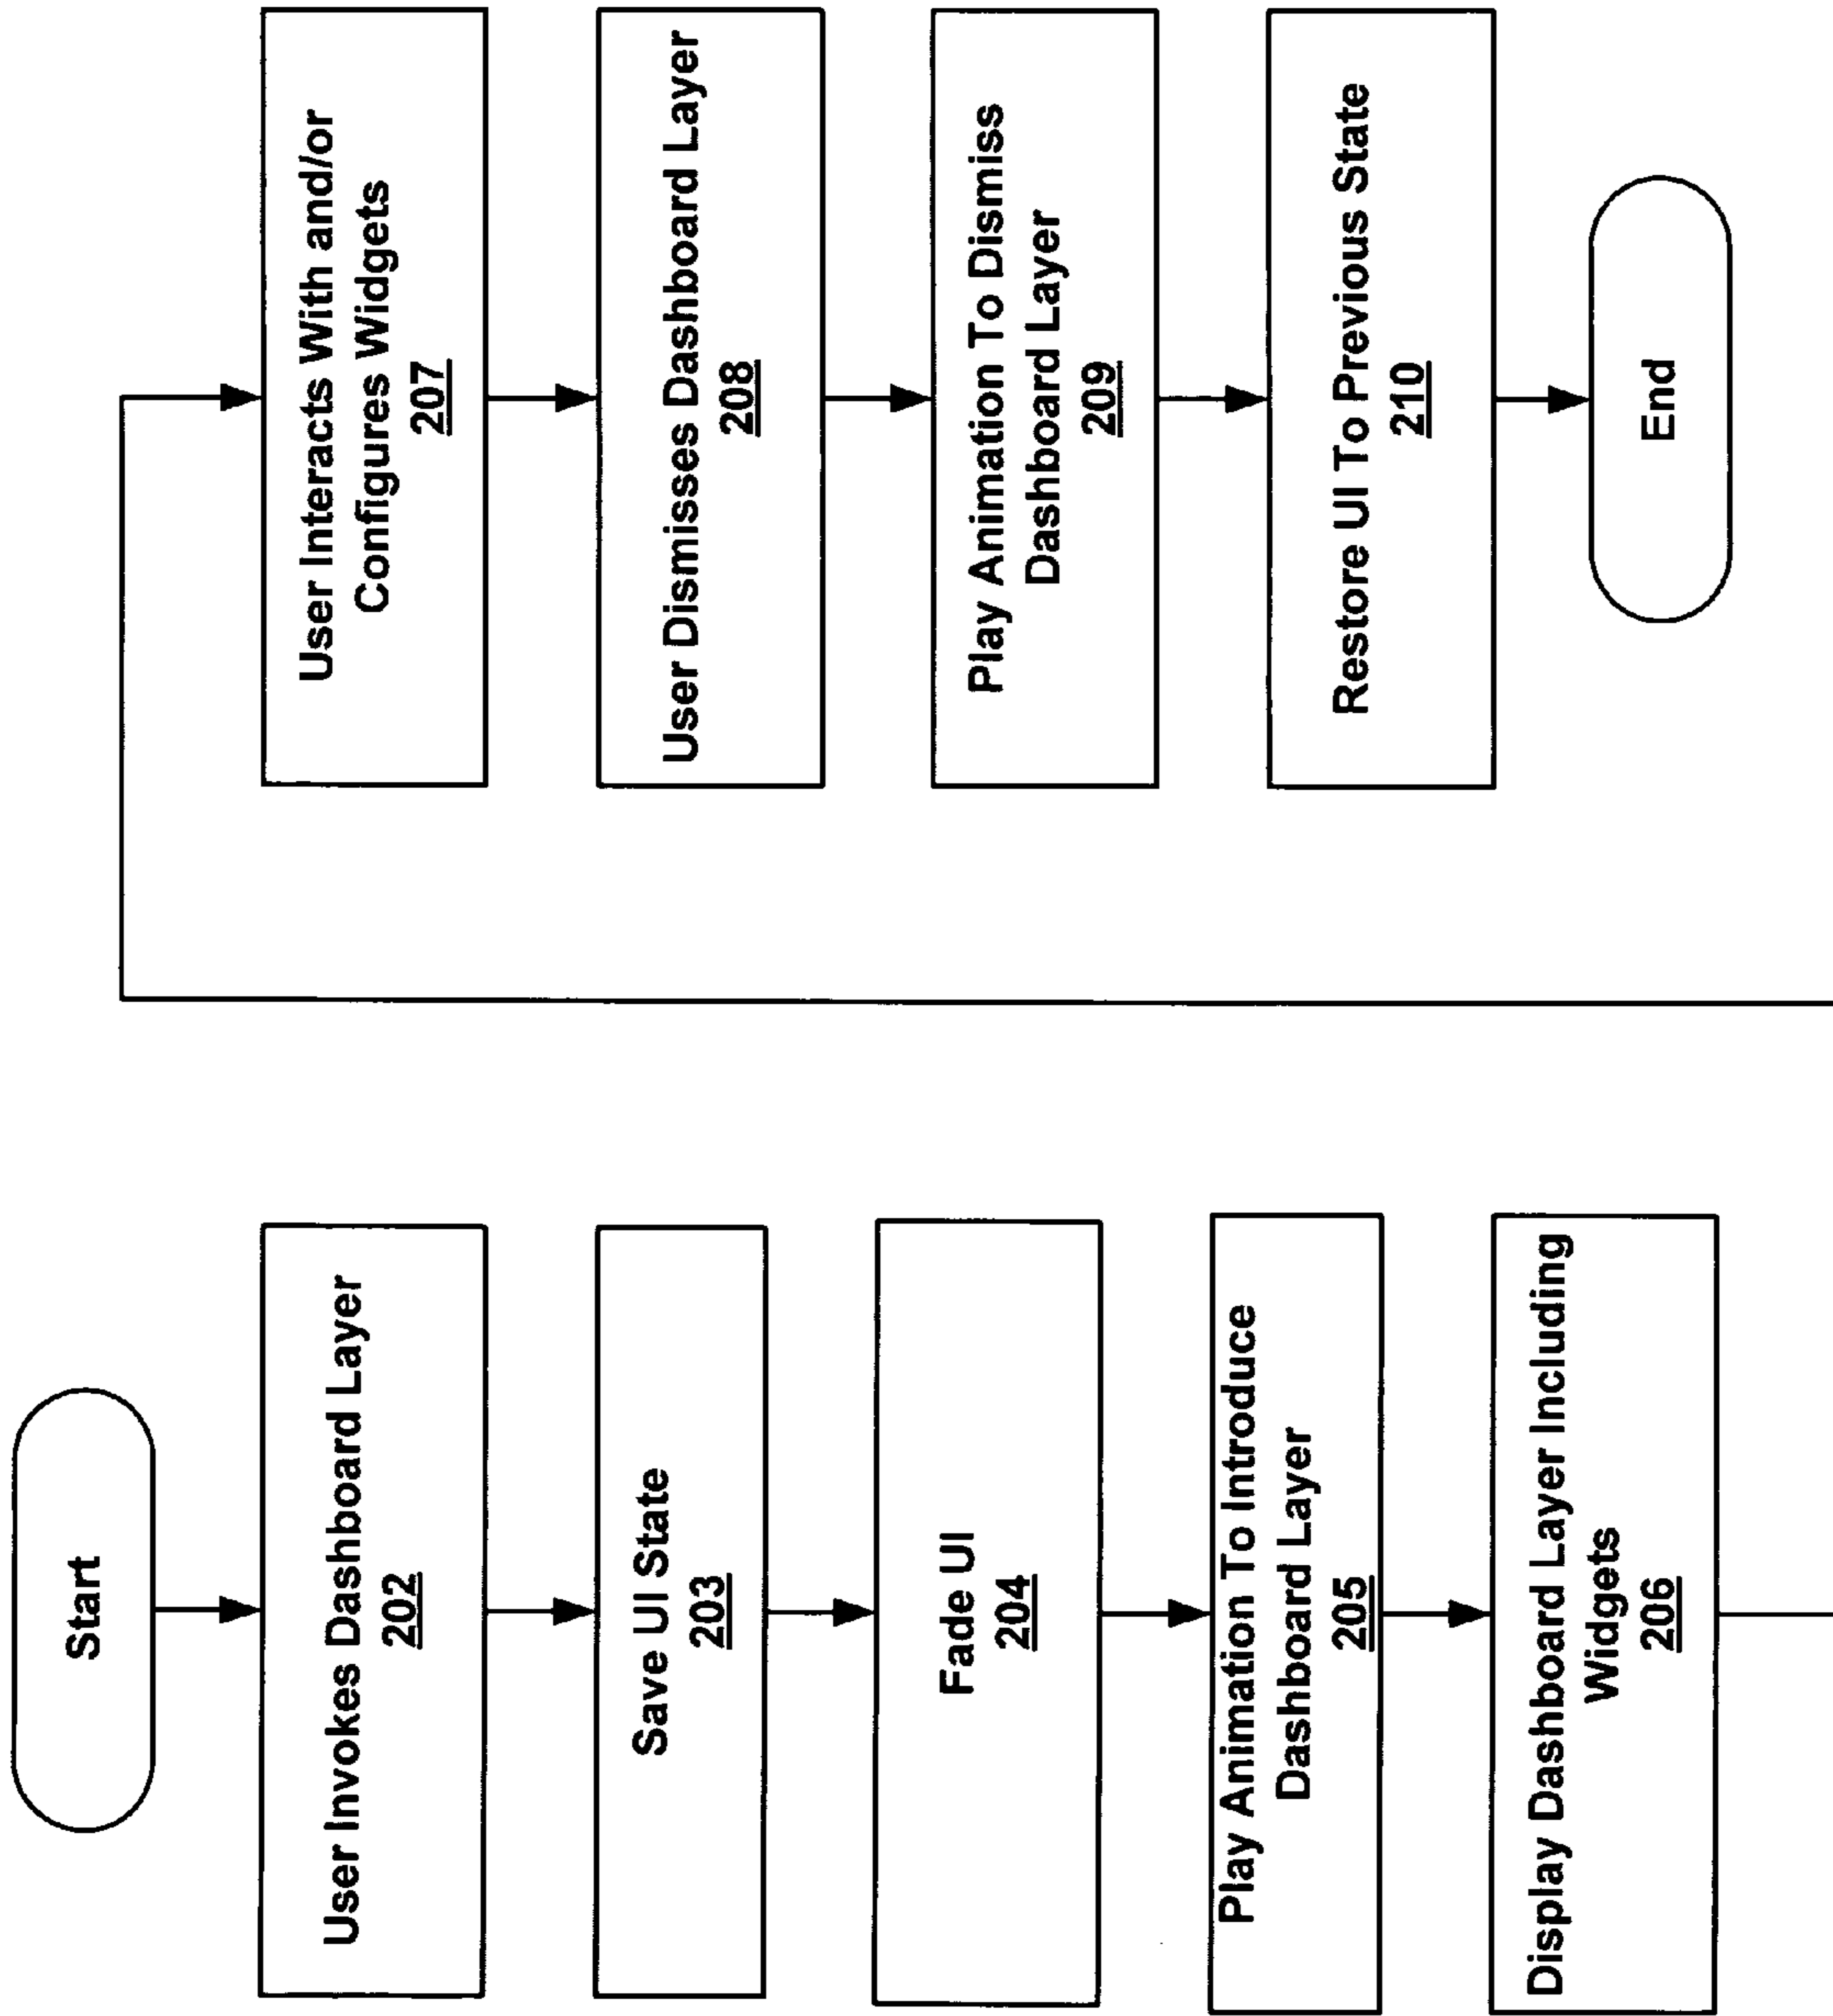 Start
User Invokes Dashboard Layer
202
Save UI State
203
Fade UI
204
Play Animation To Introduce
Dashboard Layer
205
Display Dashboard Layer Including
Widgets
206
User Interacts With and/or
Configures Widgets
207
User Dismisses Dashboard Layer
208
Play Animation To Dismiss
Dashboard Layer
209
Restore UI To Previous State
210
End